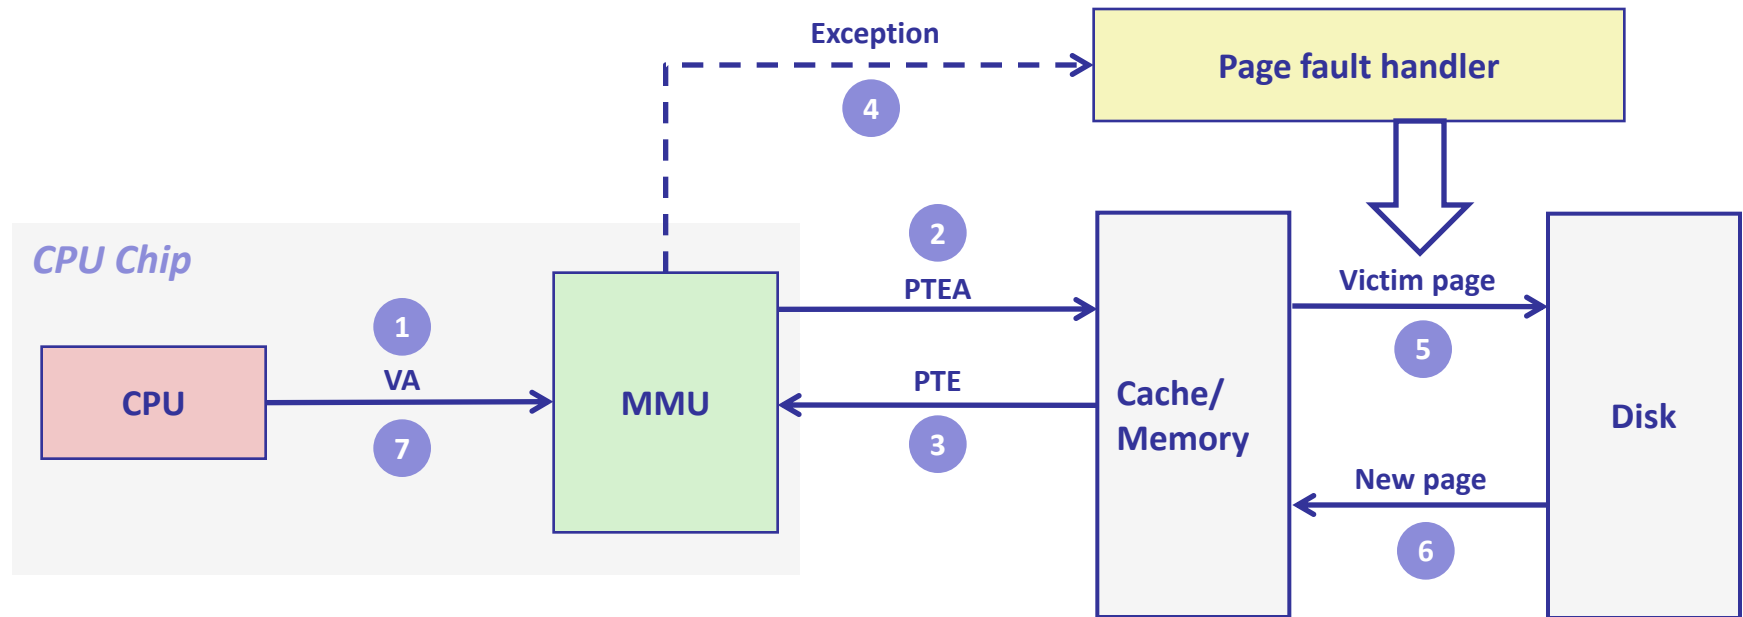 Exception
4
Page fault handler
CPU Chip
2
PTEA
Victim page
1
VA
5
CPU
MMU
PTE
Cache/
Memory
Disk
7
3
New page
6